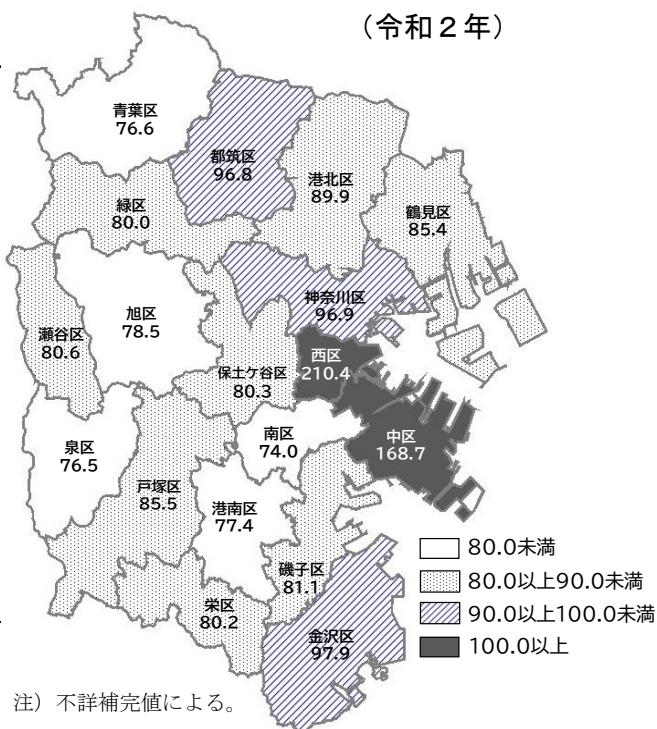 (令和２年)
青葉区
76.6
都筑区
96.8
港北区
89.9
鶴見区
85.4
緑区
80.0
神奈川区
96.9
旭区
78.5
瀬谷区
80.6
西区
210.4
保土ケ谷区
80.3
中区
168.7
南区
74.0
泉区
76.5
戸塚区
85.5
港南区
77.4
磯子区
81.1
栄区
80.2
金沢区
97.9
80.0未満
80.0以上90.0未満
90.0以上100.0未満
100.0以上
注）不詳補完値による。